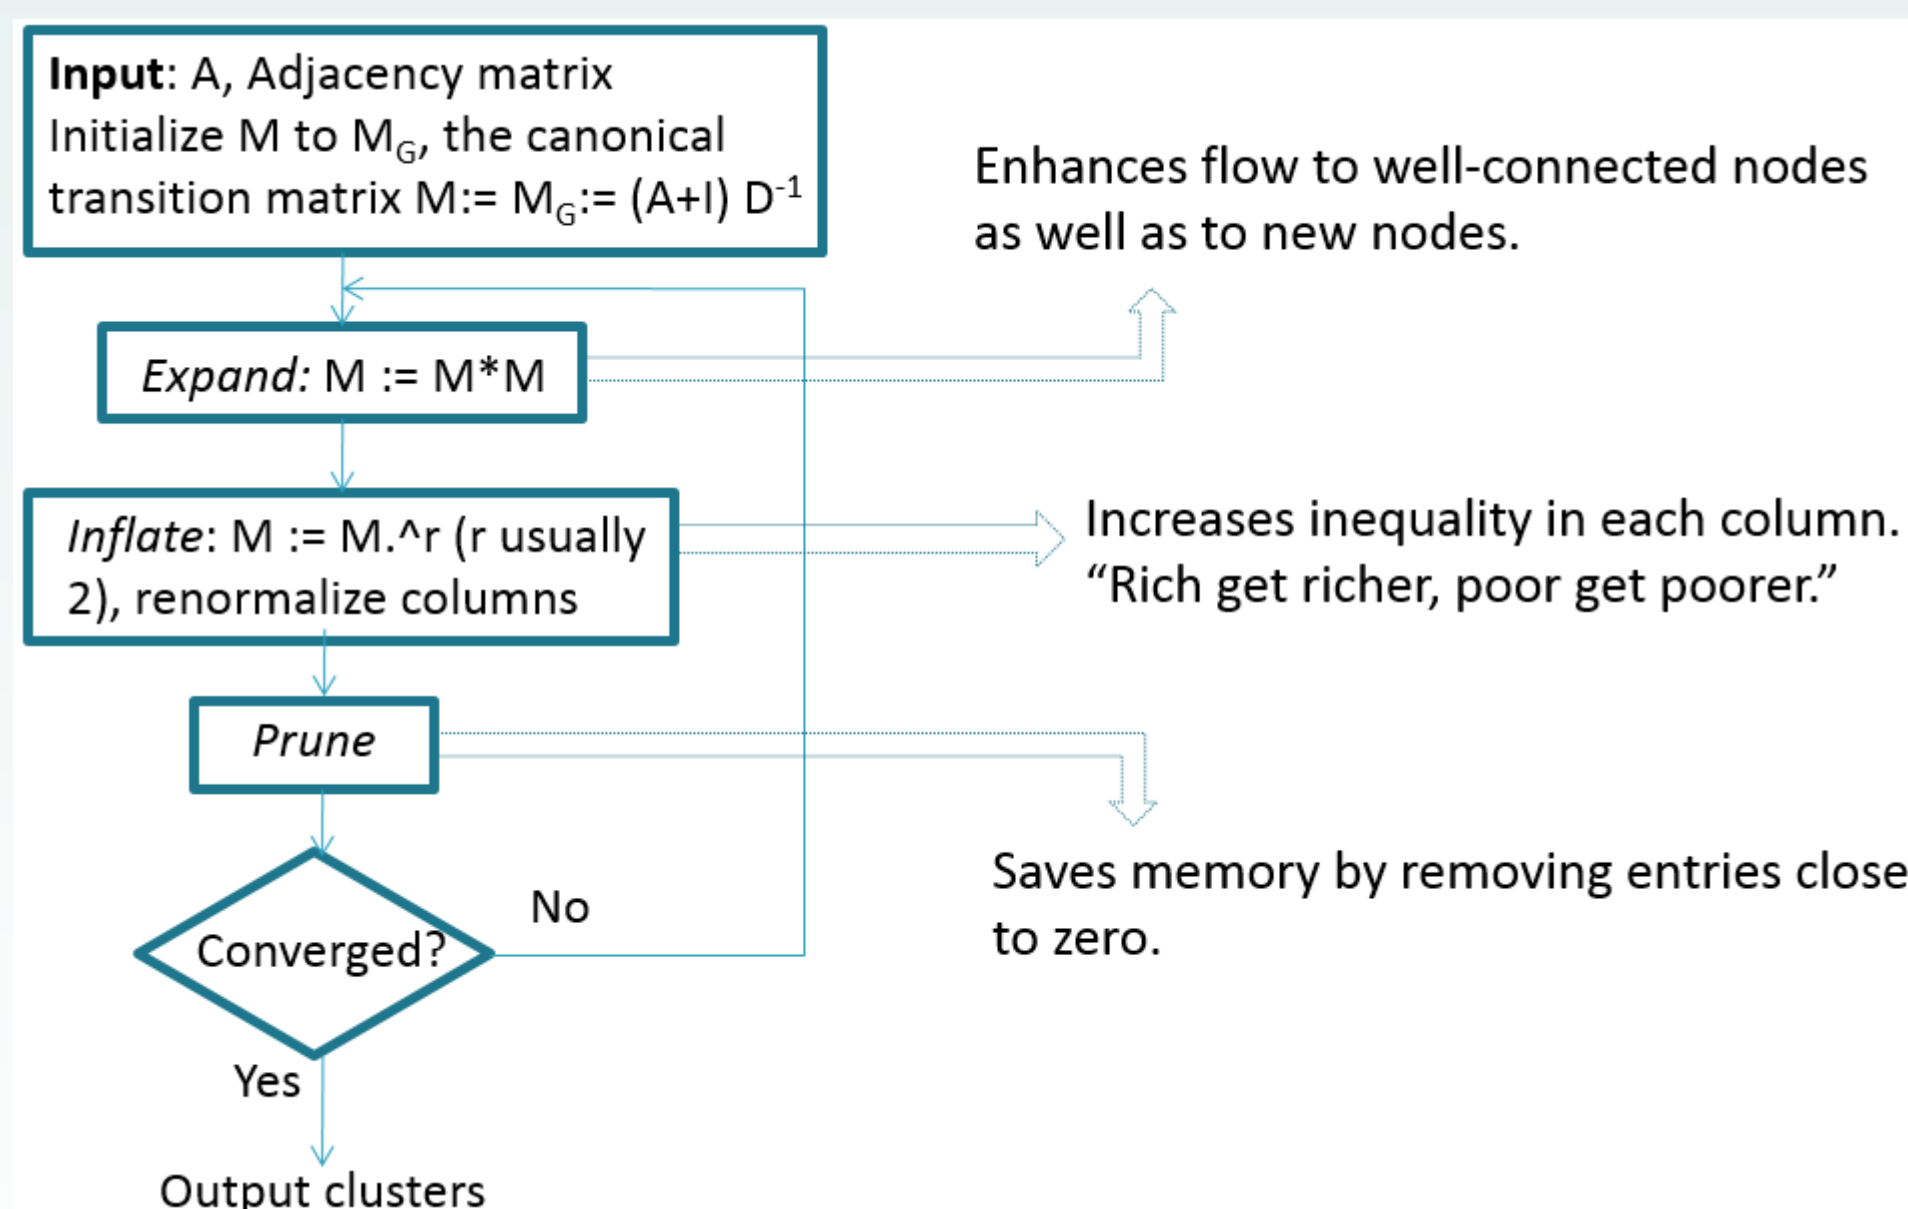 Input: A, Adjacency matrix
Initialize M to M_G, the canonical
transition matrix M:= M_G:= (A+I) D^-1
Enhances flow to well-connected nodes
as well as to new nodes.
Expand: M := M*M
Inflate: M := M.^r (r usually
2), renormalize columns
Increases inequality in each column.
“Rich get richer, poor get poorer.”
Prune
Saves memory by removing entries close
to zero.
Converged?
No
Yes
Output clusters